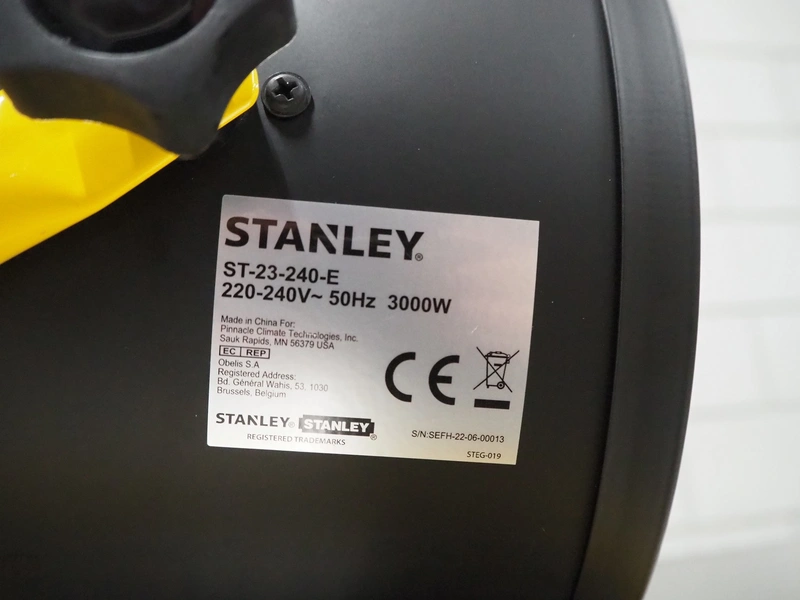 STANLEY®
ST-23-240-E
220-240V~ 50Hz 3000W
Made in China For:
Pinnacle Climate Technologies, Inc.
Sauk Rapids, MN 56379 USA
EC REP
Obelis S.A
Registered Address:
Bd. Général Wahis, 53, 1030
Brussels, Belgium
CE
STANLEY® STANLEY®
REGISTERED TRADEMARKS
S/N:SEFH-22-06-00013
STEG-019